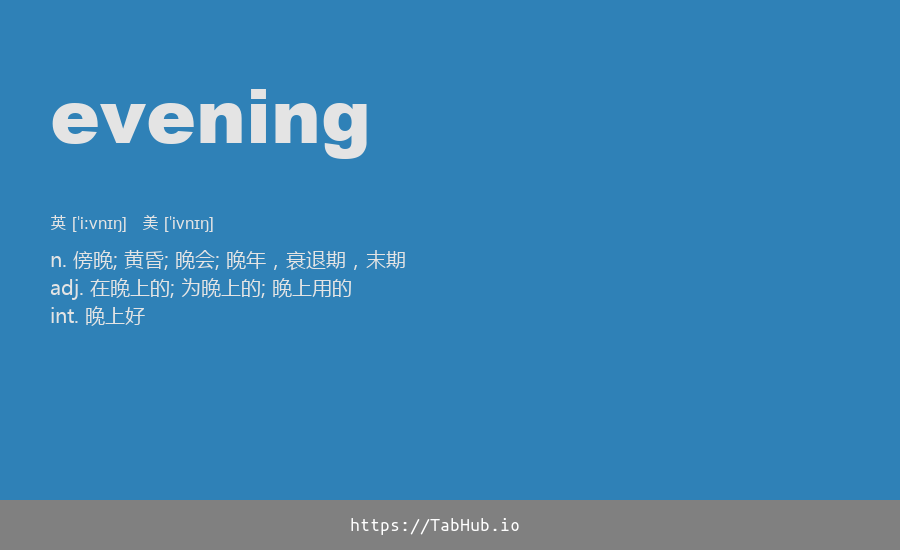 evening
英 [ˈiːvnɪŋ] 美 [ˈivnɪŋ]
n. 傍晚; 黄昏; 晚会; 晚年，衰退期，末期
adj. 在晚上的; 为晚上的; 晚上用的
int. 晚上好
https://TabHub.io